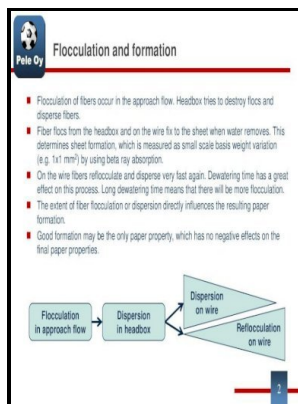 Pele Oy
Flocculation and formation
Flocculation of fibers occur in the approach flow. Headbox tries to destroy flocs and
disperse fibers.
Fiber flocs from the headbox and on the wire fix to the sheet when water removes. This
determines sheet formation, which is measured as small scale basis weight variation
(e.g. 1x1 mm²) by using beta ray absorption.
On the wire fibers reflocculate and disperse very fast again. Dewatering time has a great
effect on this process. Long dewatering time means that there will be more flocculation.
The extent of fiber flocculation or dispersion directly influences the resulting paper
formation.
Good formation may be the only paper property, which has no negative effects on the
final paper properties.
Flocculation
in approach flow
Dispersion
in headbox
Dispersion
on wire
Reflocculation
on wire
2